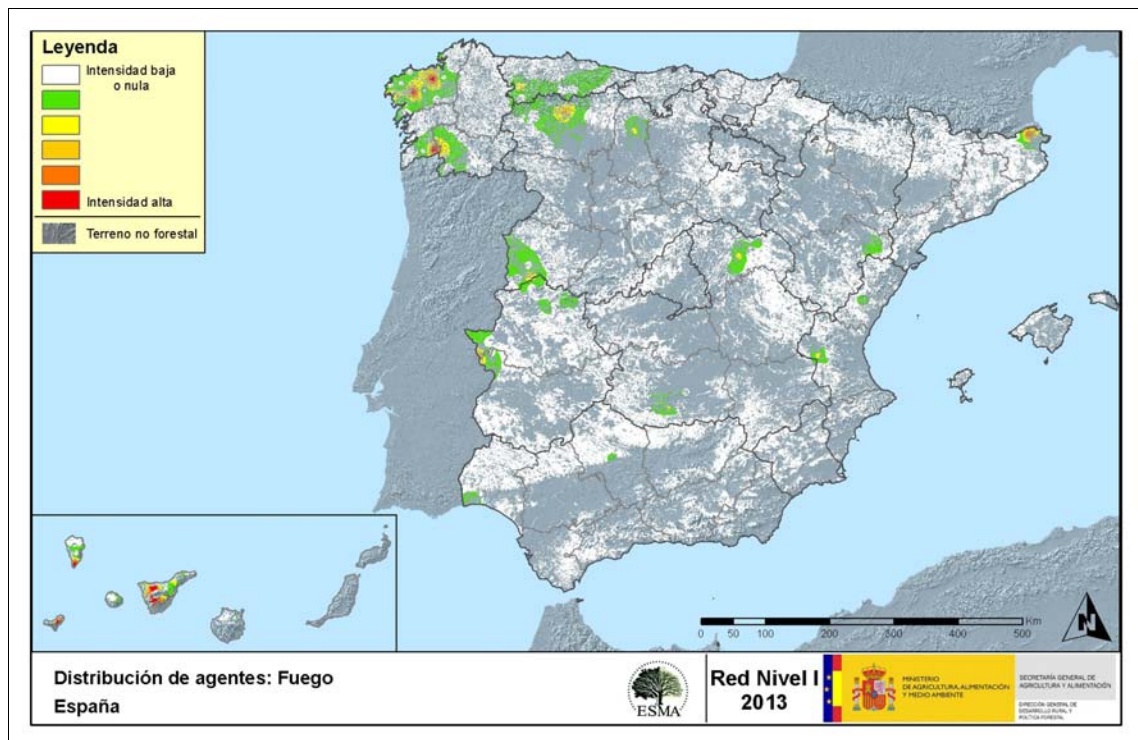 Leyenda
Intensidad baja
o nula
Intensidad alta
Terreno no forestal
Km
0 50 100 200 300 400 500
N
Distribución de agentes: Fuego
España
ESMA
Red Nivel I
2013
MINISTERIO
DE AGRICULTURA, ALIMENTACIÓN
Y MEDIO AMBIENTE
SECRETARÍA GENERAL DE
AGRICULTURA Y ALIMENTACIÓN
DIRECCIÓN GENERAL DE
DESARROLLO RURAL Y
POLÍTICA FORESTAL